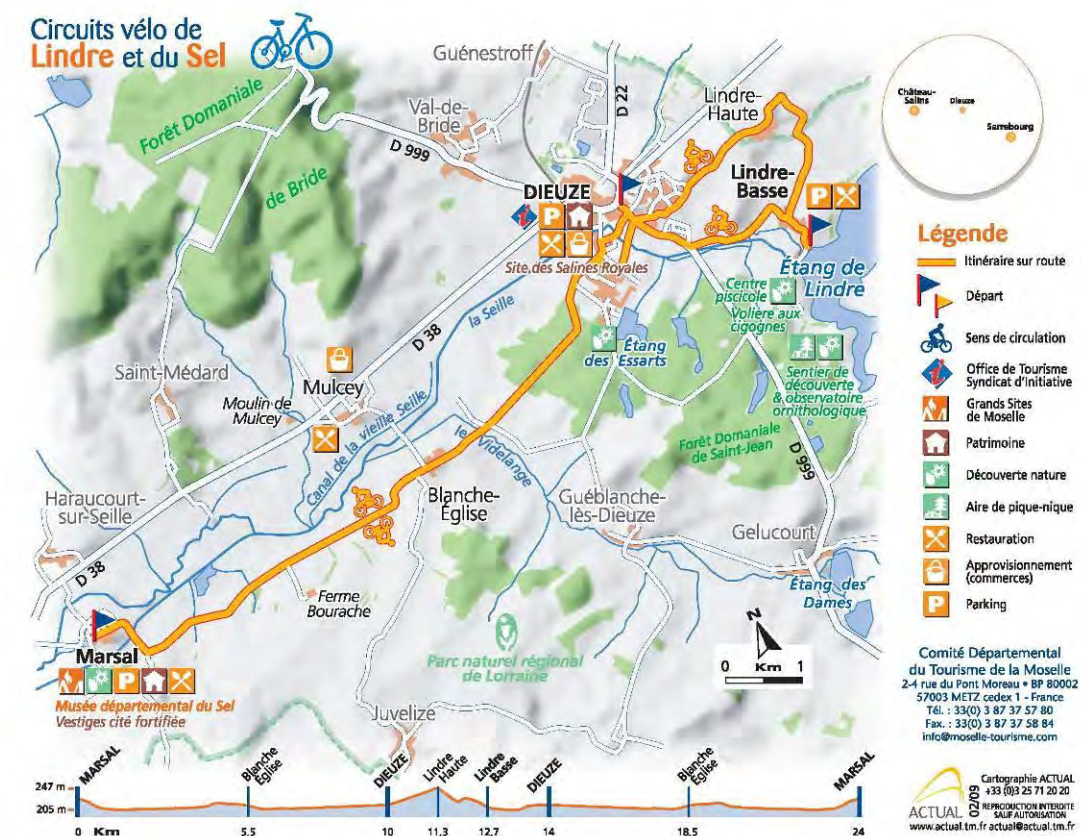 Circuits vélo de
Lindre et du Sel
Forêt Domaniale
de Bride
Guénestroff
Val-de-
Bride
D 999
D 22
Lindre-
Haute
Lindre-
Basse
DIEUZE
Site des Salines Royales
Étang de
Lindre
Centre
piscicole
Volière aux
cigognes
Étang
des Essarts
Sentier de
découverte
& observatoire
ornithologique
Forêt Domaniale
de Saint-Jean
D 999
la Seille
D 38
Saint-Médard
Mulcey
Moulin de
Mulcey
Canal de la vieille Seille
le Videlange
Blanche-
Église
Guéblanche-
lès-Dieuze
Gelucourt
Étang des
Dames
Haraucourt-
sur-Seille
D 38
Ferme
Bourache
Marsal
Musée départemental du Sel
Vestiges cité fortifiée
Parc naturel régional
de Lorraine
Juvelize
N
0 Km 1
Château-
Salins
Dieuze
Sarrebourg
Légende
Itinéraire sur route
Départ
Sens de circulation
Office de Tourisme
Syndicat d'Initiative
Grands Sites
de Moselle
Patrimoine
Découverte nature
Aire de pique-nique
Restauration
Approvisionnement
(commerces)
P Parking
Comité Départemental
du Tourisme de la Moselle
2-4 rue du Pont Moreau • BP 80002
57003 METZ cedex 1 - France
Tél. : 33(0) 3 87 37 57 80
Fax. : 33(0) 3 87 37 58 84
info@moselle-tourisme.com
MARSAL
Blanche
Église
DIEUZE
Lindre
Haute
Lindre
Basse
DIEUZE
Blanche
Église
MARSAL
247 m
205 m
0 Km 5.5 10 11.3 12.7 14 18.5 24
ACTUAL
02/09
Cartographie ACTUAL
+33 (0)3 25 71 20 20
REPRODUCTION INTERDITE
SAUF AUTORISATION
www.actual.tm.fr actual@actual.tm.fr